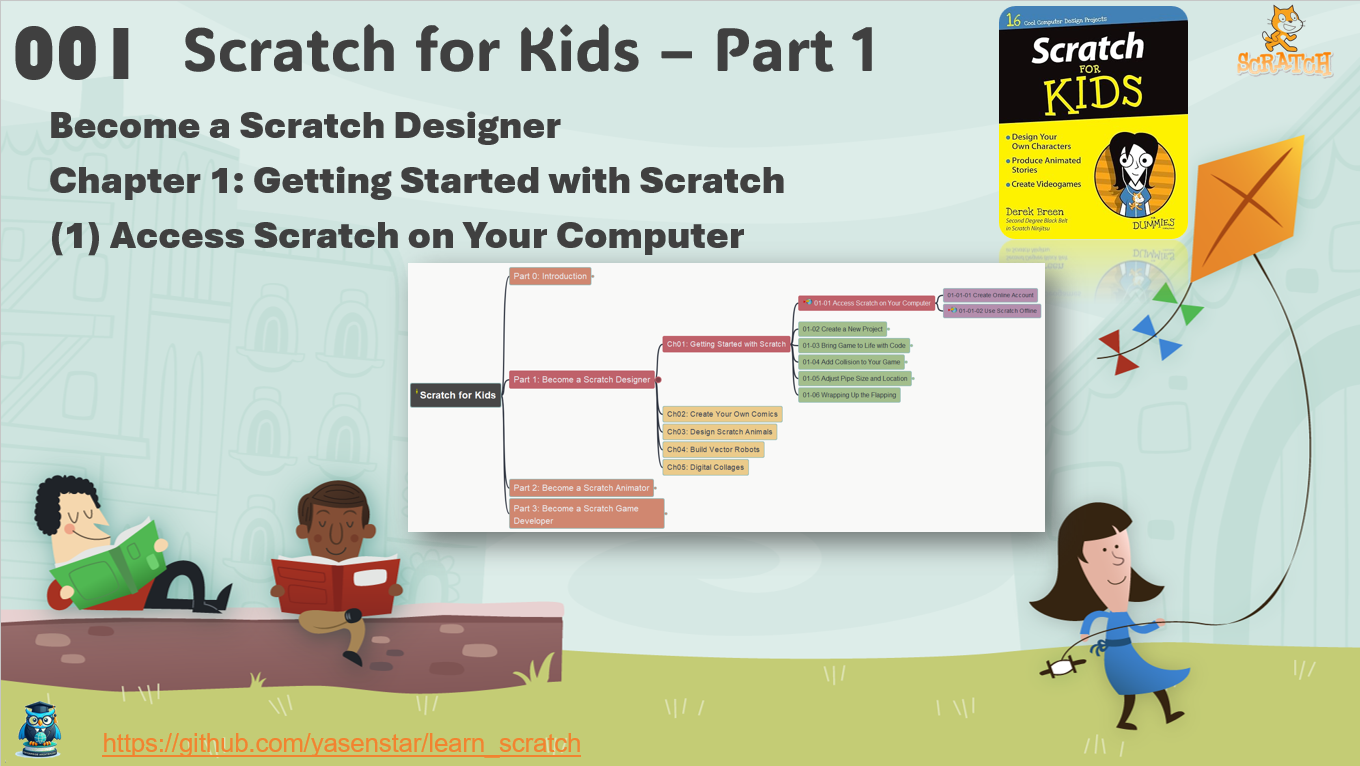 001 Scratch for Kids – Part 1
Become a Scratch Designer
Chapter 1: Getting Started with Scratch
(1) Access Scratch on Your Computer
16 Cool Computer Design Projects
Scratch
FOR
KIDS
Design Your
Own Characters
Produce Animated
Stories
Create Videogames
Derek Breen
Second Degree Black Belt
in Scratch Ninjitsu
FOR
DUMMIES
SCRATCH
Scratch for Kids
Part 0: Introduction
Part 1: Become a Scratch Designer
Ch01: Getting Started with Scratch
01-01 Access Scratch on Your Computer
01-01-01 Create Online Account
01-01-02 Use Scratch Offline
01-02 Create a New Project
01-03 Bring Game to Life with Code
01-04 Add Collision to Your Game
01-05 Adjust Pipe Size and Location
01-06 Wrapping Up the Flapping
Ch02: Create Your Own Comics
Ch03: Design Scratch Animals
Ch04: Build Vector Robots
Ch05: Digital Collages
Part 2: Become a Scratch Animator
Part 3: Become a Scratch Game
Developer
https://github.com/yasenstar/learn_scratch